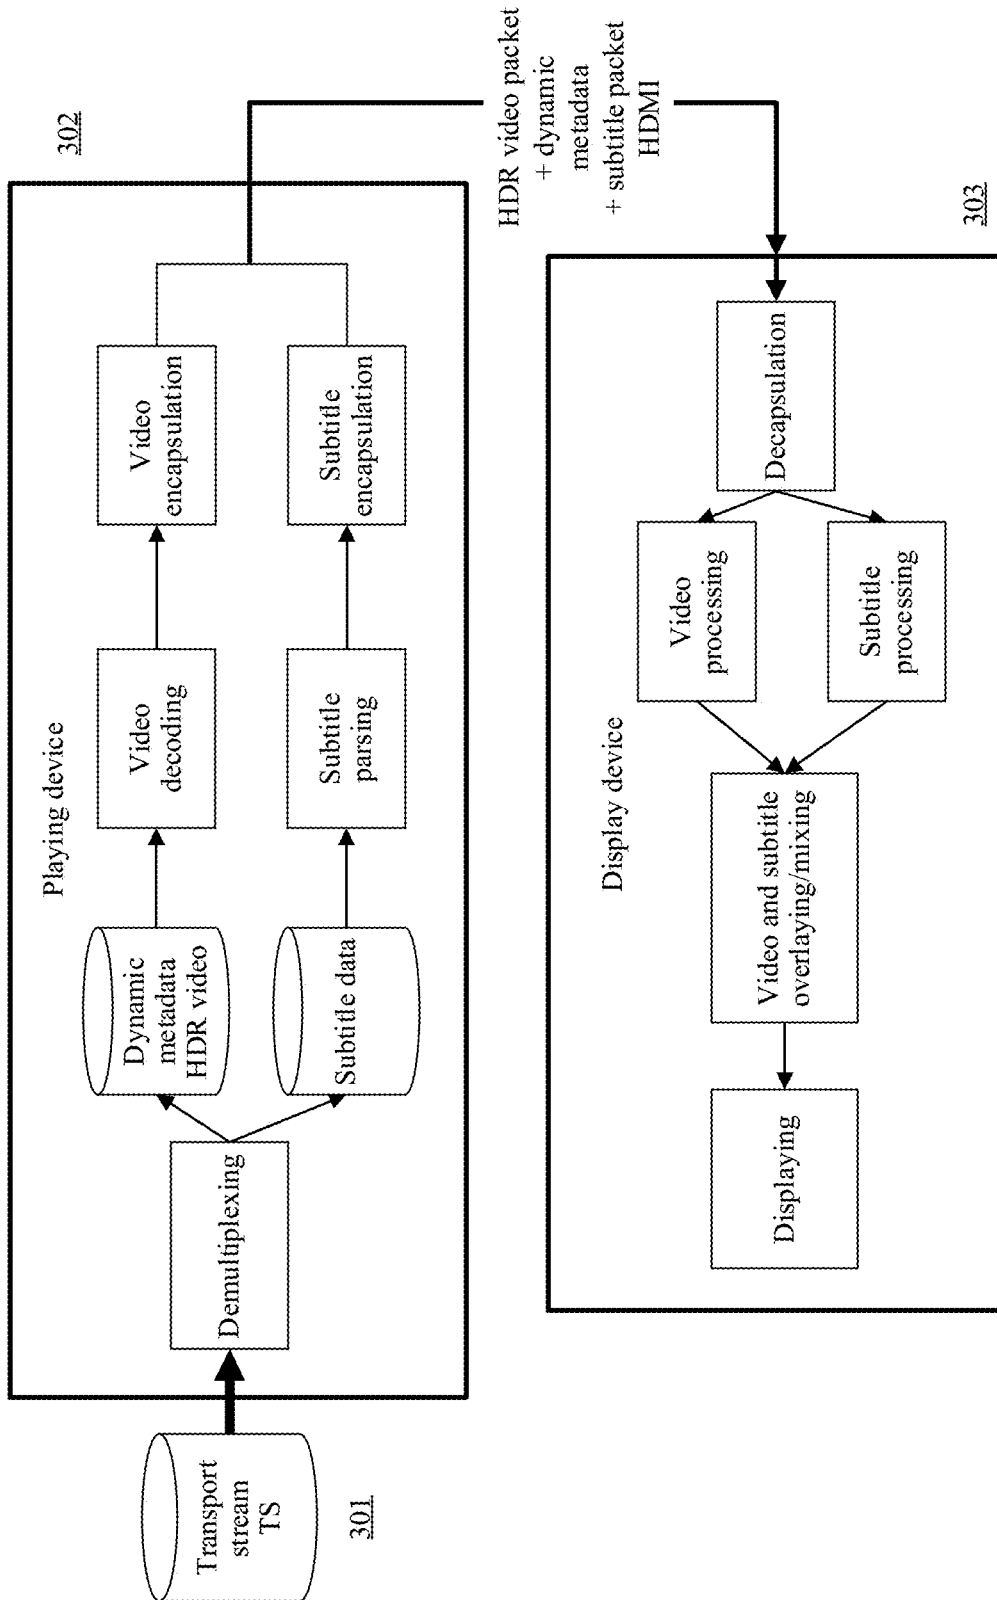 Transport
stream
TS
301
302
Playing device
Demultiplexing
Dynamic
metadata
HDR video
Subtitle data
Video
decoding
Subtitle
parsing
Video
encapsulation
Subtitle
encapsulation
HDR video packet
+ dynamic
metadata
+ subtitle packet
HDMI
303
Display device
Decapsulation
Video
processing
Subtitle
processing
Video and subtitle
overlaying/mixing
Displaying